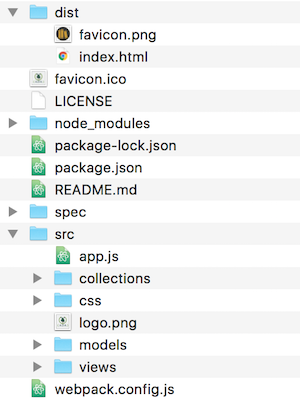 dist
favicon.png
index.html
favicon.ico
LICENSE
node_modules
package-lock.json
package.json
README.md
spec
src
app.js
collections
css
logo.png
models
views
webpack.config.js